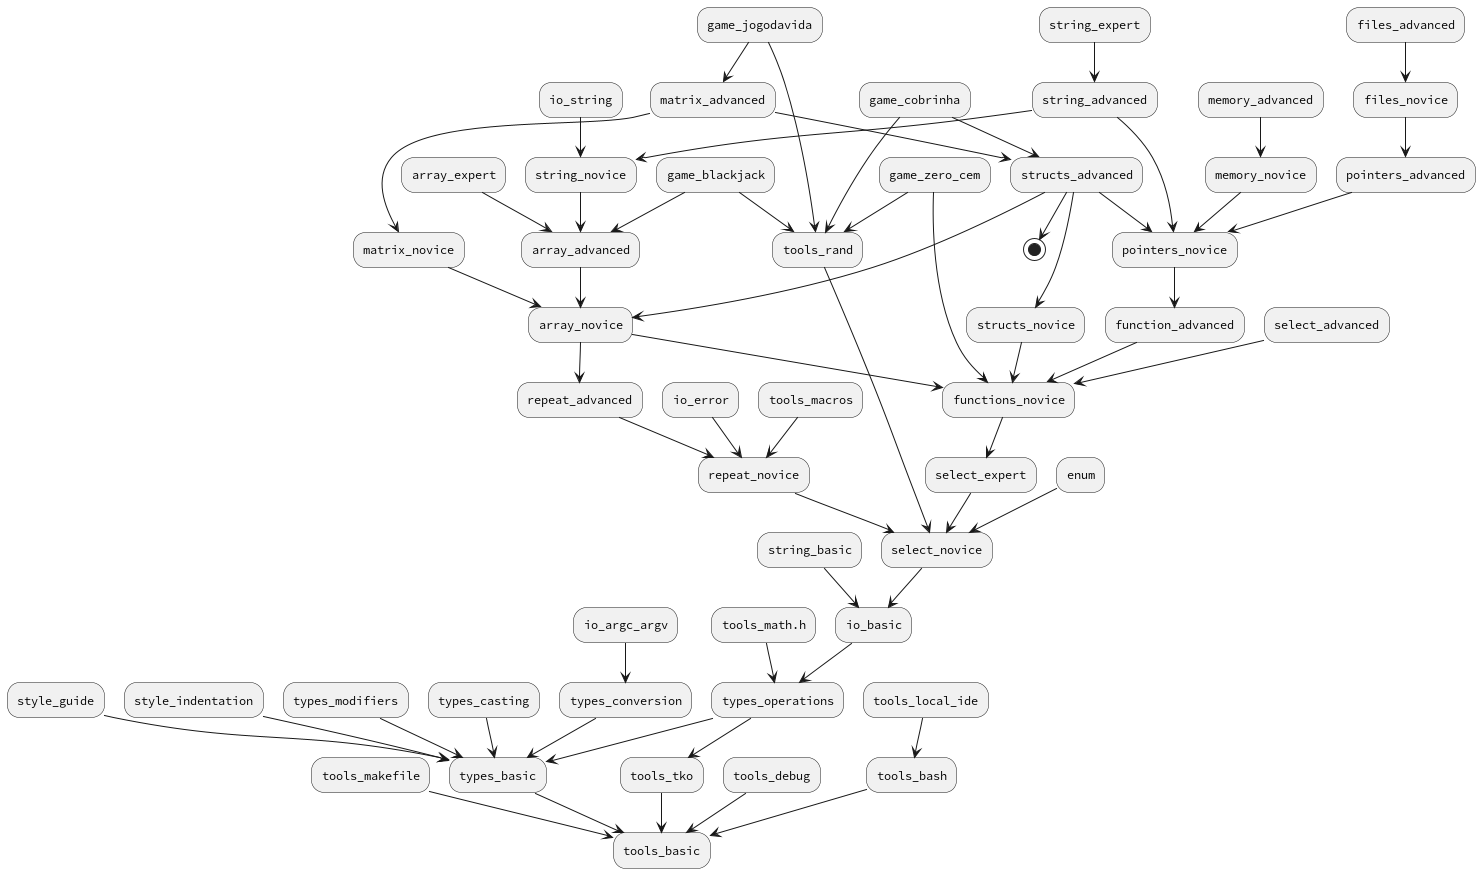 game_jogodavida
string_expert
files_advanced
io_string
matrix_advanced
game_cobrinha
string_advanced
memory_advanced
files_novice
array_expert
string_novice
game_blackjack
game_zero_cem
structs_advanced
memory_novice
pointers_advanced
matrix_novice
array_advanced
tools_rand
pointers_novice
array_novice
structs_novice
function_advanced
select_advanced
repeat_advanced
io_error
tools_macros
functions_novice
repeat_novice
select_expert
enum
string_basic
select_novice
io_argc_argv
tools_math.h
io_basic
style_guide
style_indentation
types_modifiers
types_casting
types_conversion
types_operations
tools_local_ide
tools_makefile
types_basic
tools_tko
tools_debug
tools_bash
tools_basic